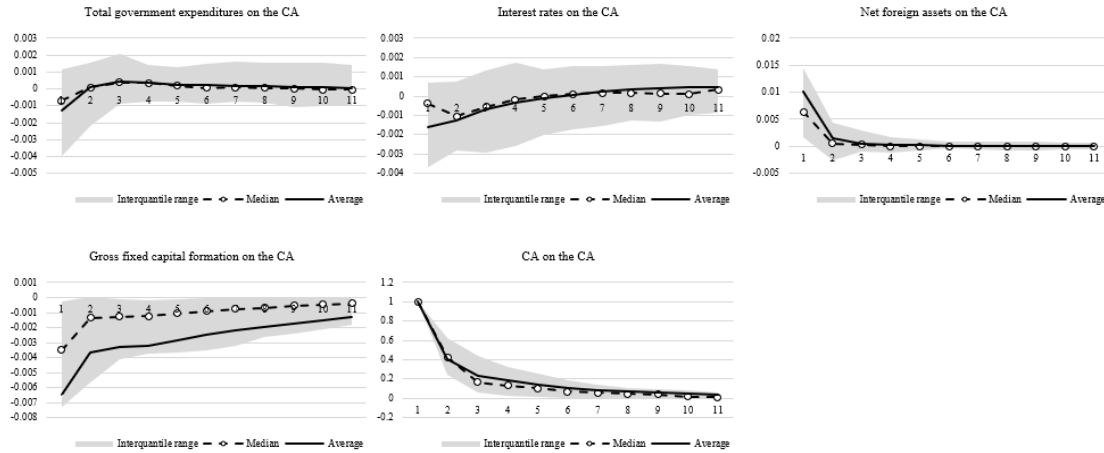 Total government expenditures on the CA
0.003
0.002
0.001
0
-0.001
-0.002
-0.003
-0.004
-0.005
1 2 3 4 5 6 7 8 9 10 11
Interquantile range Median Average
Interest rates on the CA
0.003
0.002
0.001
0
-0.001
-0.002
-0.003
-0.004
1 2 3 4 5 6 7 8 9 10 11
Interquantile range Median Average
Net foreign assets on the CA
0.02
0.015
0.01
0.005
0
-0.005
1 2 3 4 5 6 7 8 9 10 11
Interquantile range Median Average
Gross fixed capital formation on the CA
0.001
0
-0.001
-0.002
-0.003
-0.004
-0.005
-0.006
-0.007
-0.008
1 2 3 4 5 6 7 8 9 10 11
Interquantile range Median Average
CA on the CA
1.2
1
0.8
0.6
0.4
0.2
0
-0.2
1 2 3 4 5 6 7 8 9 10 11
Interquantile range Median Average